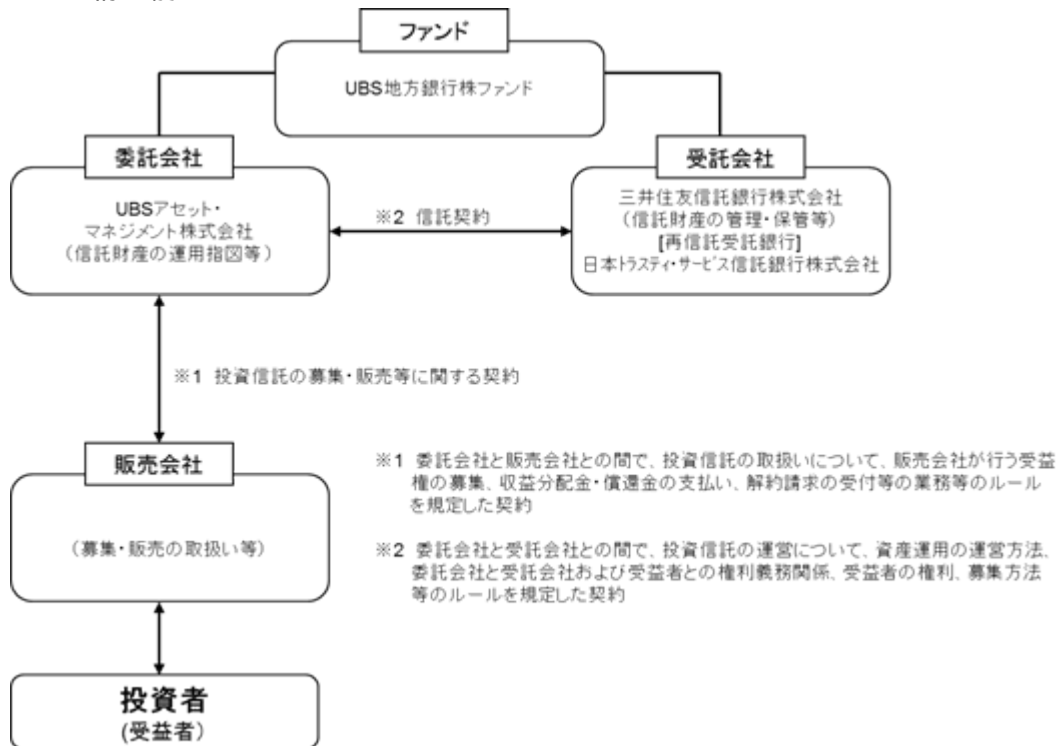 ファンド
UBS地方銀行株ファンド
委託会社
UBSアセット・
マネジメント株式会社
(信託財産の運用指図等)
※2 信託契約
受託会社
三井住友信託銀行株式会社
(信託財産の管理・保管等)
[再信託受託銀行]
日本トラスティ・サービス信託銀行株式会社
※1 投資信託の募集・販売等に関する契約
販売会社
(募集・販売の取扱い等)
※1 委託会社と販売会社との間で、投資信託の取扱いについて、販売会社が行う受益
権の募集、収益分配金・償還金の支払い、解約請求の受付等の業務等のルール
を規定した契約
※2 委託会社と受託会社との間で、投資信託の運営について、資産運用の運営方法、
委託会社と受託会社および受益者との権利義務関係、受益者の権利、募集方法
等のルールを規定した契約
投資者
(受益者)